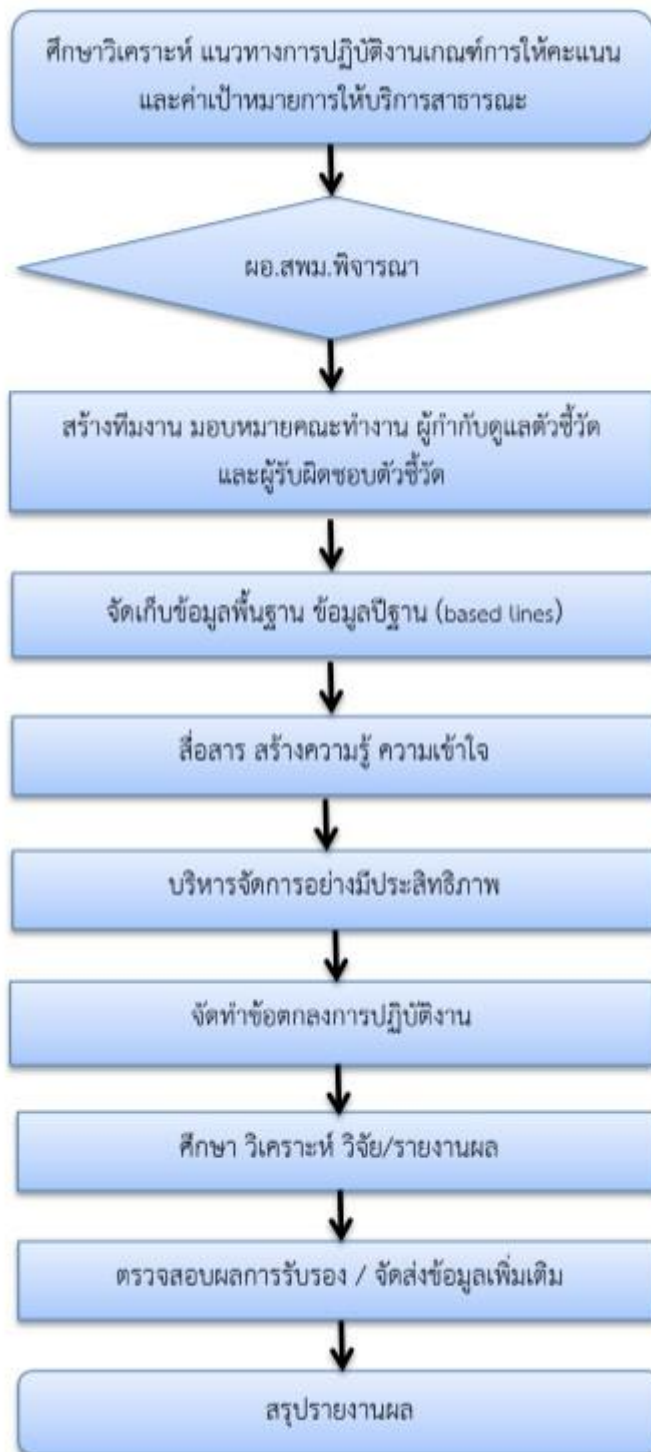 ศึกษาวิเคราะห์ แนวทางการปฏิบัติงานเกณฑ์การให้คะแนน
และค่าเป้าหมายการให้บริการสาธารณะ
ผอ.สพม.พิจารณา
สร้างทีมงาน มอบหมายคณะทำงาน ผู้กำกับดูแลตัวชี้วัด
และผู้รับผิดชอบตัวชี้วัด
จัดเก็บข้อมูลพื้นฐาน ข้อมูลปีฐาน (based lines)
สื่อสาร สร้างความรู้ ความเข้าใจ
บริหารจัดการอย่างมีประสิทธิภาพ
จัดทำข้อตกลงการปฏิบัติงาน
ศึกษา วิเคราะห์ วิจัย/รายงานผล
ตรวจสอบผลการรับรอง / จัดส่งข้อมูลเพิ่มเติม
สรุปรายงานผล